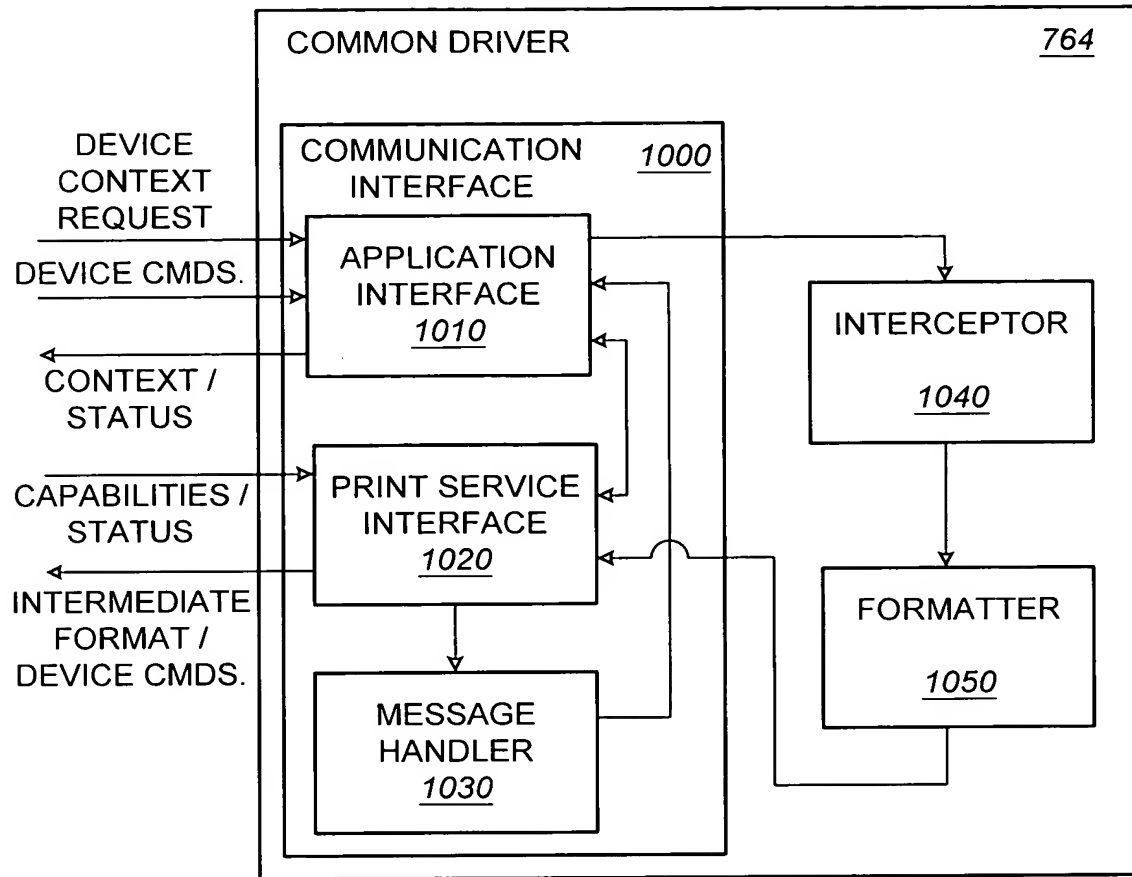 COMMON DRIVER
764
DEVICE
CONTEXT
REQUEST
DEVICE CMDS.
CONTEXT /
STATUS
CAPABILITIES /
STATUS
INTERMEDIATE
FORMAT /
DEVICE CMDS.
COMMUNICATION
INTERFACE
1000
APPLICATION
INTERFACE
1010
PRINT SERVICE
INTERFACE
1020
MESSAGE
HANDLER
1030
INTERCEPTOR
1040
FORMATTER
1050